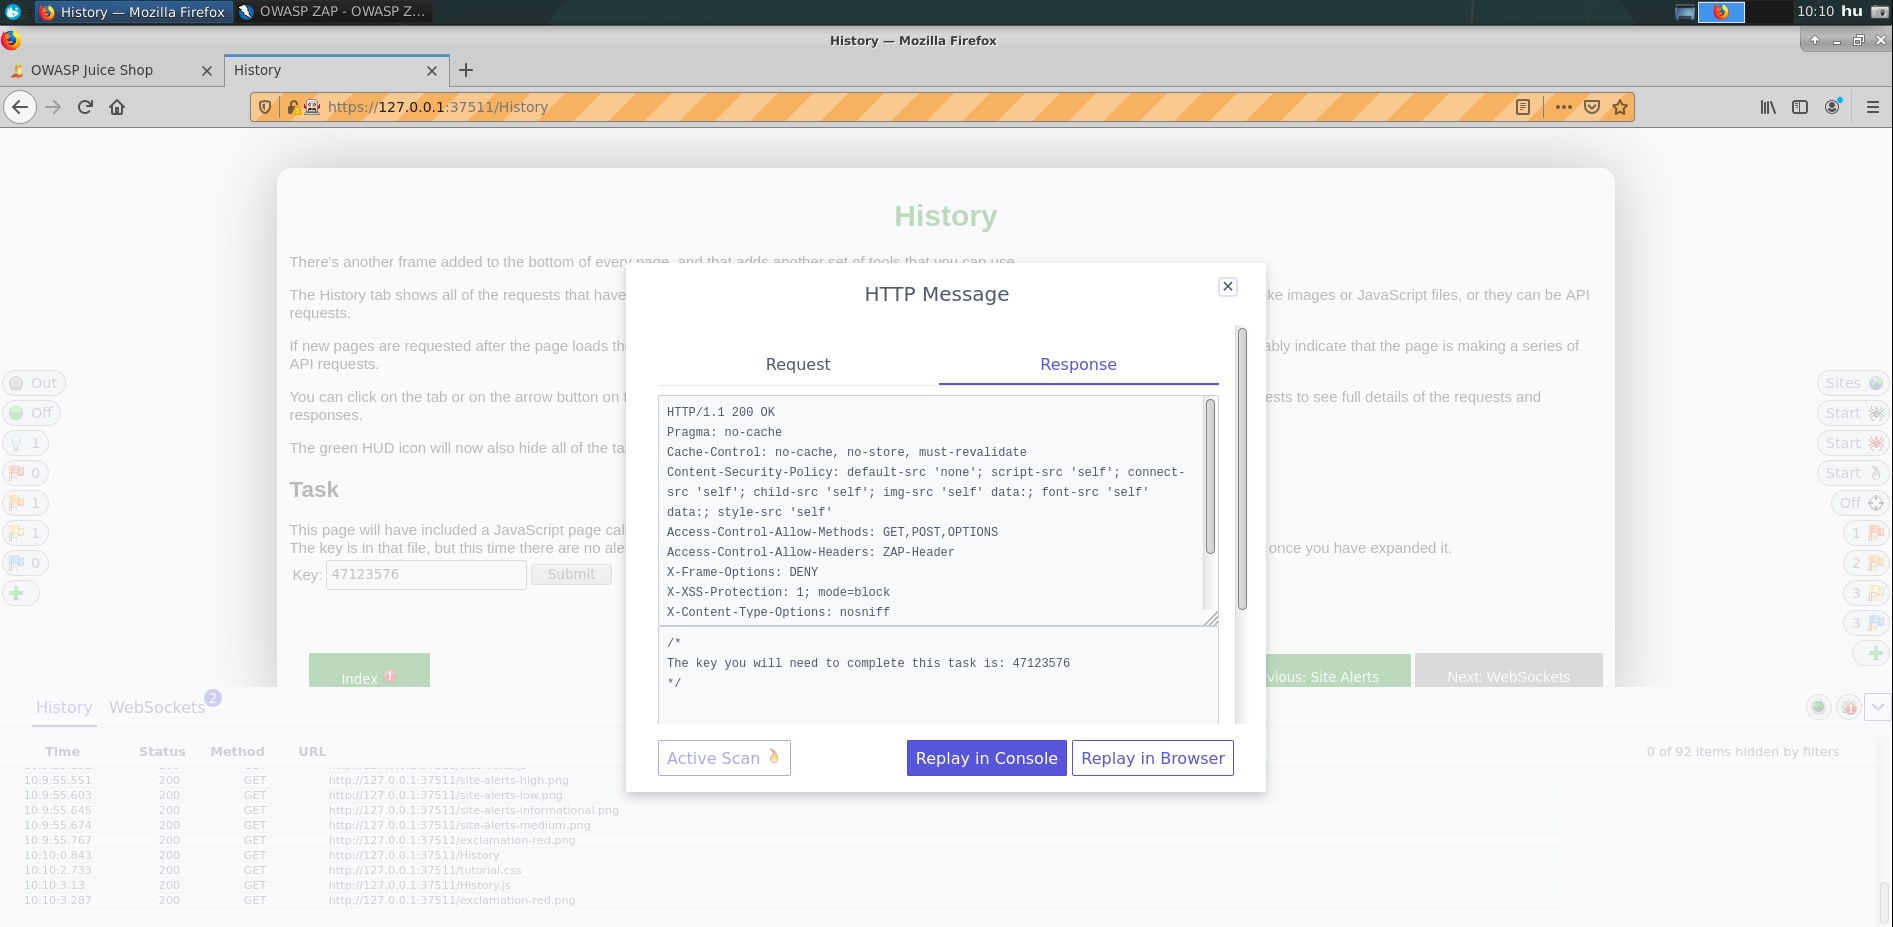 History — Mozilla Firefox
OWASP ZAP - OWASP Z...
10:10 hu
History — Mozilla Firefox
OWASP Juice Shop
History
https://127.0.0.1:37511/History
History
There's another frame added to the bottom of every page, and that adds another set of tools that you can use.
The History tab shows all of the requests that have
ke images or JavaScript files, or they can be API
requests.
If new pages are requested after the page loads th
ably indicate that the page is making a series of
API requests.
You can click on the tab or on the arrow button on t
ests to see full details of the requests and
responses.
The green HUD icon will now also hide all of the ta
Task
This page will have included a JavaScript page cal
The key is in that file, but this time there are no ale
once you have expanded it.
Key: 47123576 Submit
Index
vious: Site Alerts
Next: WebSockets
Out
Off
1
0
1
1
0
Sites
Start
Start
Start
Off
1
2
3
3
HTTP Message
Request Response
HTTP/1.1 200 OK
Pragma: no-cache
Cache-Control: no-cache, no-store, must-revalidate
Content-Security-Policy: default-src 'none'; script-src 'self'; connect-
src 'self'; child-src 'self'; img-src 'self' data:; font-src 'self'
data:; style-src 'self'
Access-Control-Allow-Methods: GET,POST,OPTIONS
Access-Control-Allow-Headers: ZAP-Header
X-Frame-Options: DENY
X-XSS-Protection: 1; mode=block
X-Content-Type-Options: nosniff
/*
The key you will need to complete this task is: 47123576
*/
Active Scan Replay in Console Replay in Browser
History WebSockets 2
Time Status Method URL 0 of 92 items hidden by filters
10:9:55.551 200 GET http://127.0.0.1:37511/site-alerts-high.png
10:9:55.603 200 GET http://127.0.0.1:37511/site-alerts-low.png
10:9:55.645 200 GET http://127.0.0.1:37511/site-alerts-informational.png
10:9:55.674 200 GET http://127.0.0.1:37511/site-alerts-medium.png
10:9:55.767 200 GET http://127.0.0.1:37511/exclamation-red.png
10:10:0.843 200 GET http://127.0.0.1:37511/History
10:10:2.733 200 GET http://127.0.0.1:37511/tutorial.css
10:10:3.13 200 GET http://127.0.0.1:37511/History.js
10:10:3.287 200 GET http://127.0.0.1:37511/exclamation-red.png